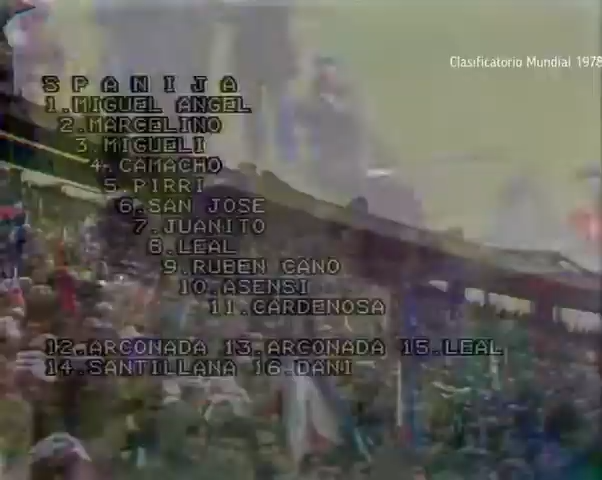 Clasificatorio Mundial 1978
S P A N I J A
1.MIGUEL ANGEL
2.MARCELINO
3.MIGUELI
4.CAMACHO
5.PIRRI
6.SAN JOSE
7.JUANITO
8.LEAL
9.RUBEN CANO
10.ASENSI
11.CARDENOSA
12.ARCONADA 13.ARCONADA 15.LEAL
14.SANTILLANA 16.DANI